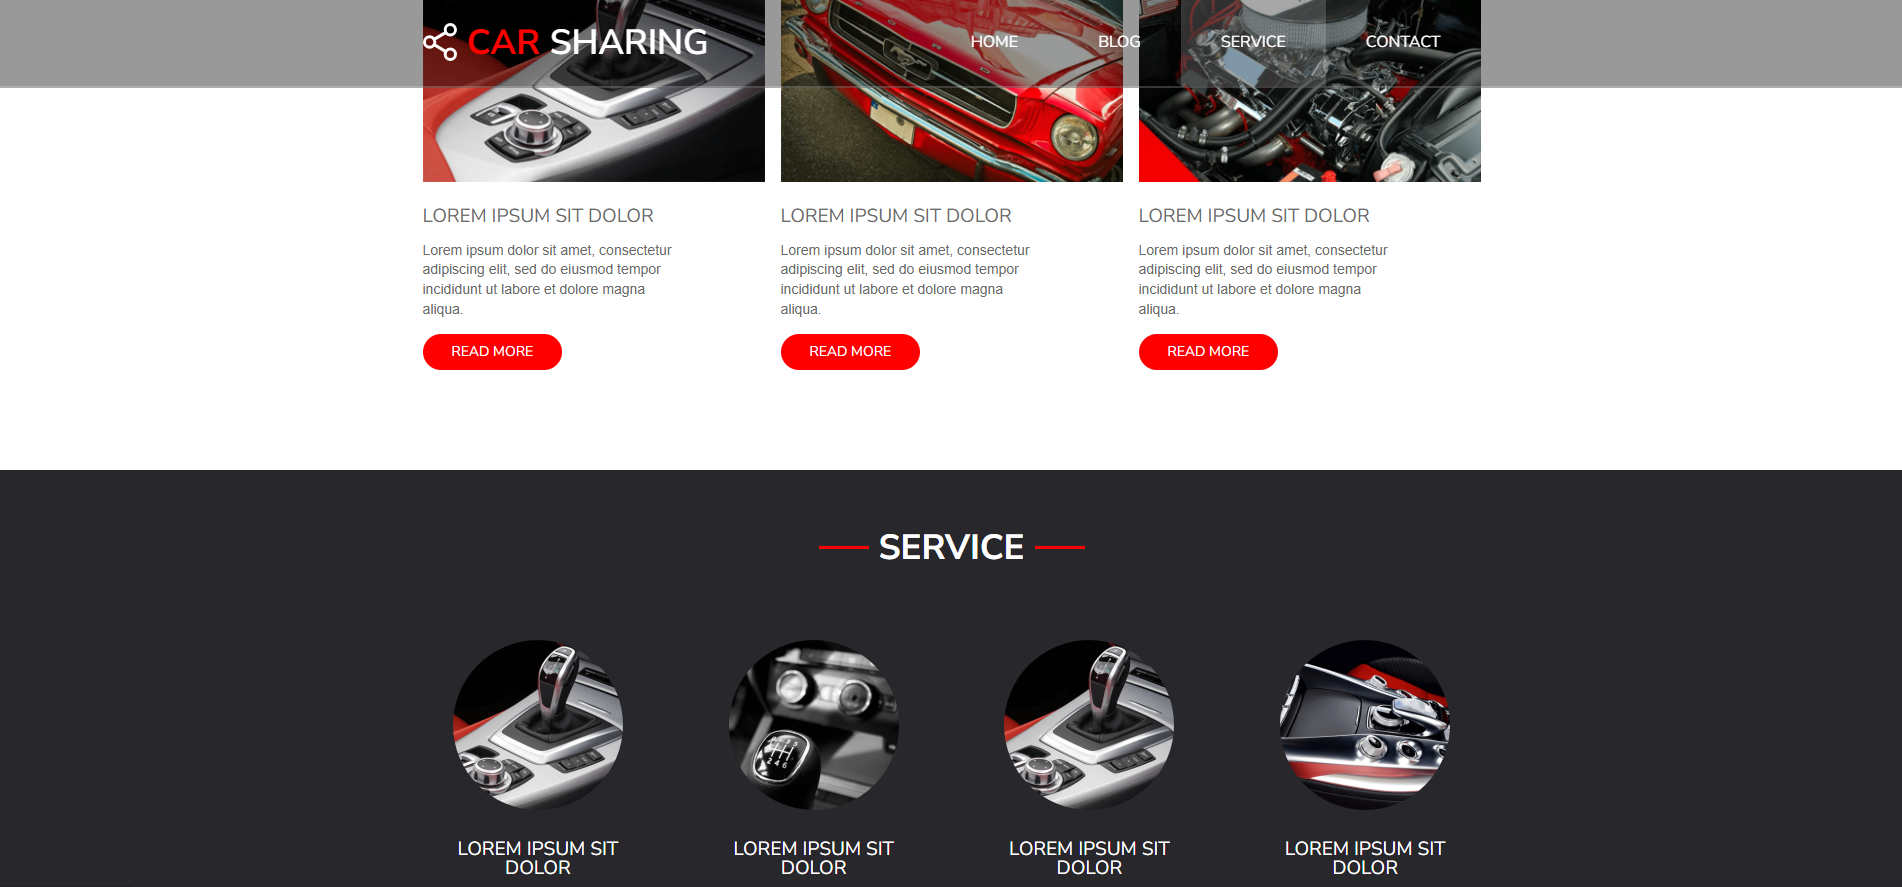 CAR SHARING
HOME BLOG SERVICE CONTACT
LOREM IPSUM SIT DOLOR
Lorem ipsum dolor sit amet, consectetur
adipiscing elit, sed do eiusmod tempor
incididunt ut labore et dolore magna
aliqua.
READ MORE
LOREM IPSUM SIT DOLOR
Lorem ipsum dolor sit amet, consectetur
adipiscing elit, sed do eiusmod tempor
incididunt ut labore et dolore magna
aliqua.
READ MORE
LOREM IPSUM SIT DOLOR
Lorem ipsum dolor sit amet, consectetur
adipiscing elit, sed do eiusmod tempor
incididunt ut labore et dolore magna
aliqua.
READ MORE
SERVICE
LOREM IPSUM SIT
DOLOR
LOREM IPSUM SIT
DOLOR
LOREM IPSUM SIT
DOLOR
LOREM IPSUM SIT
DOLOR